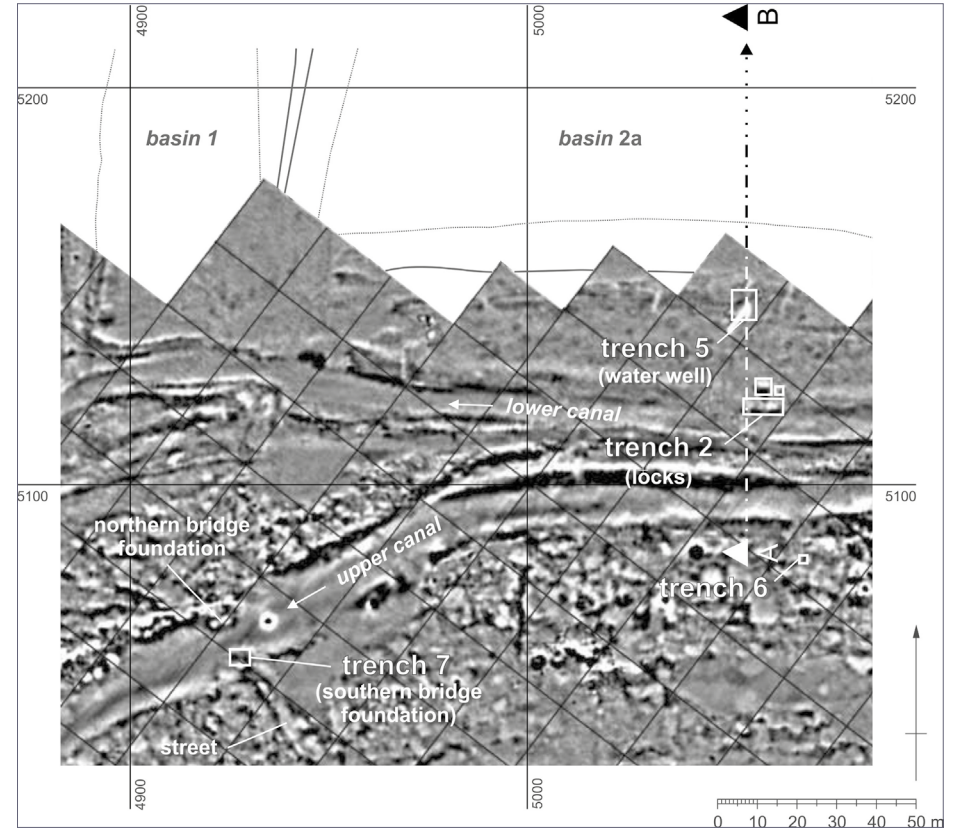 4900
5000
B
5200
5200
basin 1
basin 2a
trench 5
(water well)
lower canal
trench 2
(locks)
5100
5100
northern bridge
foundation
upper canal
A
trench 6
trench 7
(southern bridge
foundation)
street
4900
5000
0 10 20 30 40 50 m